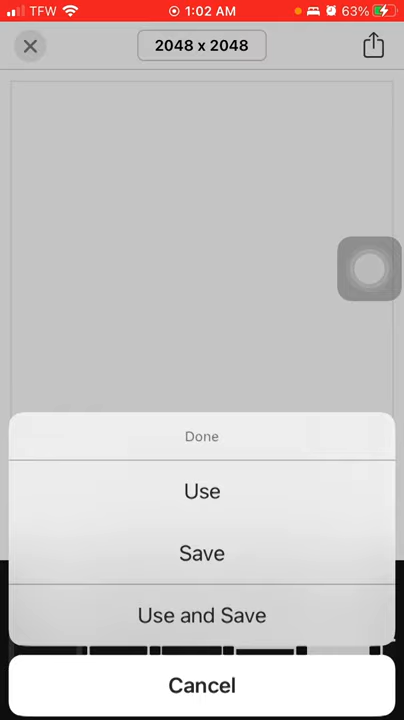 TFW 1:02 AM 63%
2048 x 2048
Done
Use
Save
Use and Save
Cancel